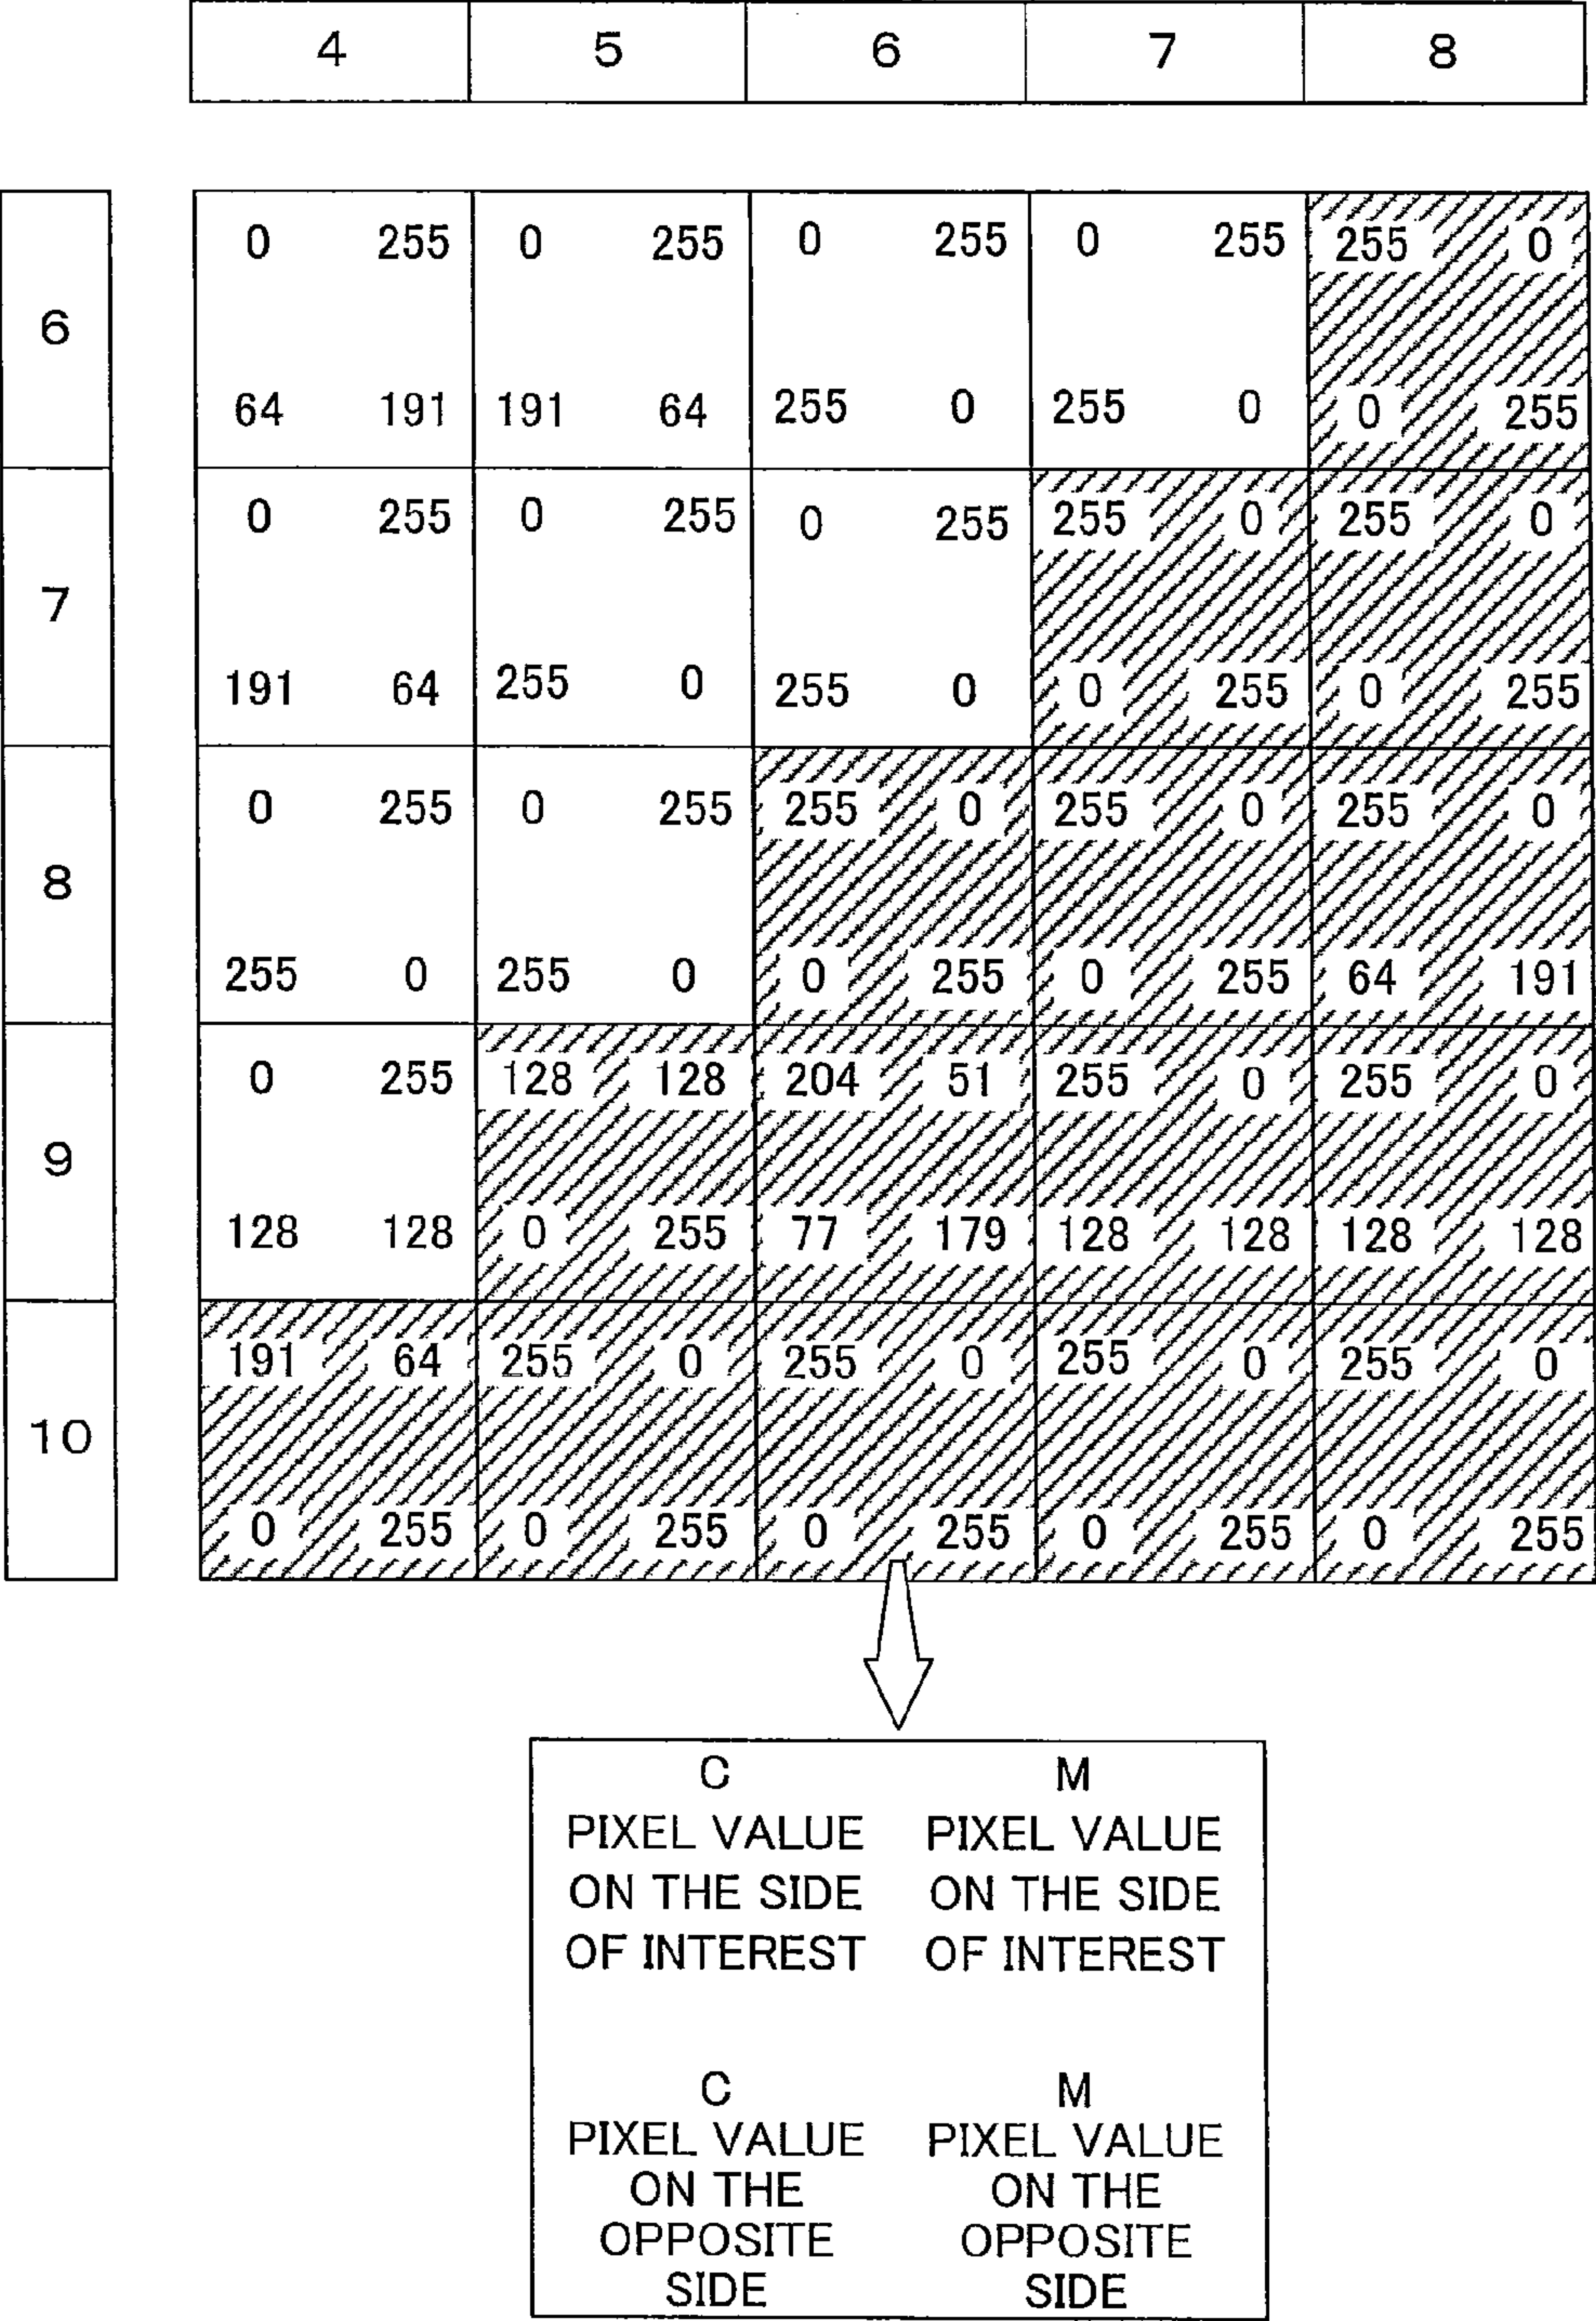 4 5 6 7 8
0 255 0 255 0 255 0 255 255 0
6
64 191 191 64 255 0 255 0 0 255
0 255 0 255 0 255 255 0 255 0
7
191 64 255 0 255 0 0 255 0 255
0 255 0 255 255 0 255 0 255 0
8
255 0 255 0 0 255 0 255 64 191
0 255 128 128 204 51 255 0 255 0
9
128 128 0 255 77 179 128 128 128 128
191 64 255 0 255 0 255 0 255 0
10
0 255 0 255 0 255 0 255 0 255
C M
PIXEL VALUE PIXEL VALUE
ON THE SIDE ON THE SIDE
OF INTEREST OF INTEREST
C M
PIXEL VALUE PIXEL VALUE
ON THE ON THE
OPPOSITE OPPOSITE
SIDE SIDE